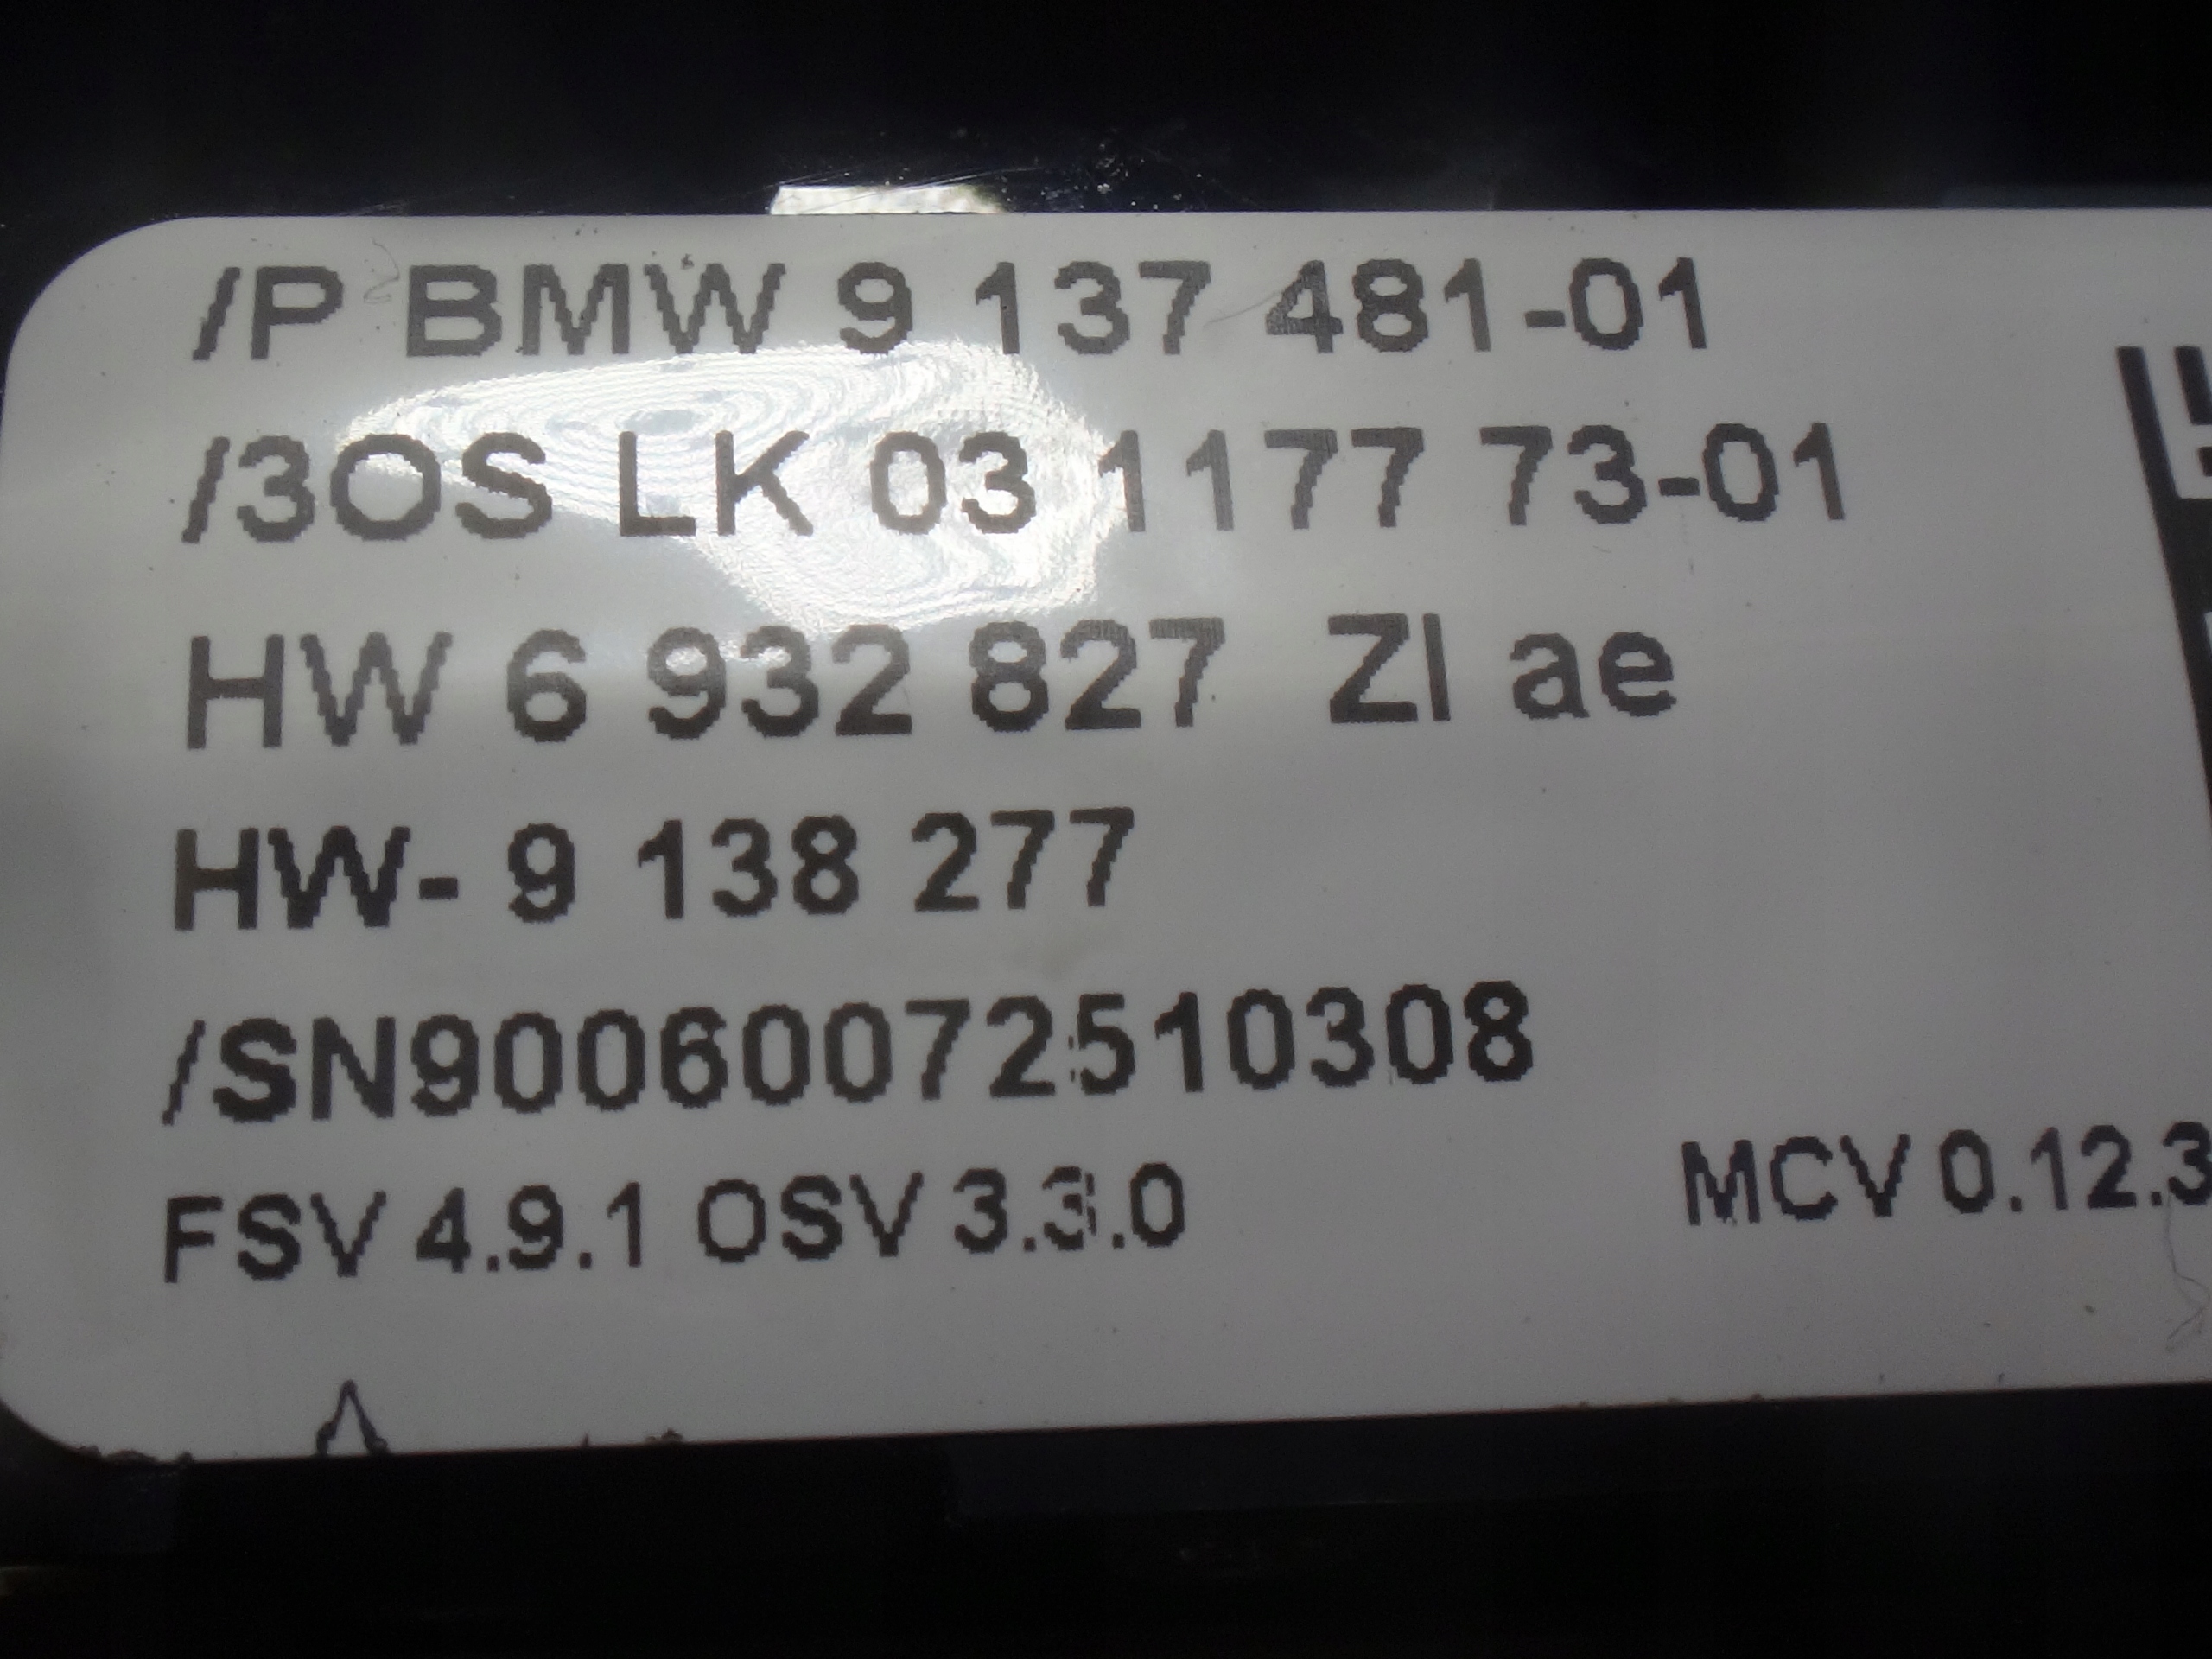 /P BMW 9 137 481-01
/3OS LK 03 1177 73-01
HW 6 932 827 ZI ae
HW- 9 138 277
/SN900600072510308
FSV 4.9.1 OSV 3.3.0 MCV 0.12.3